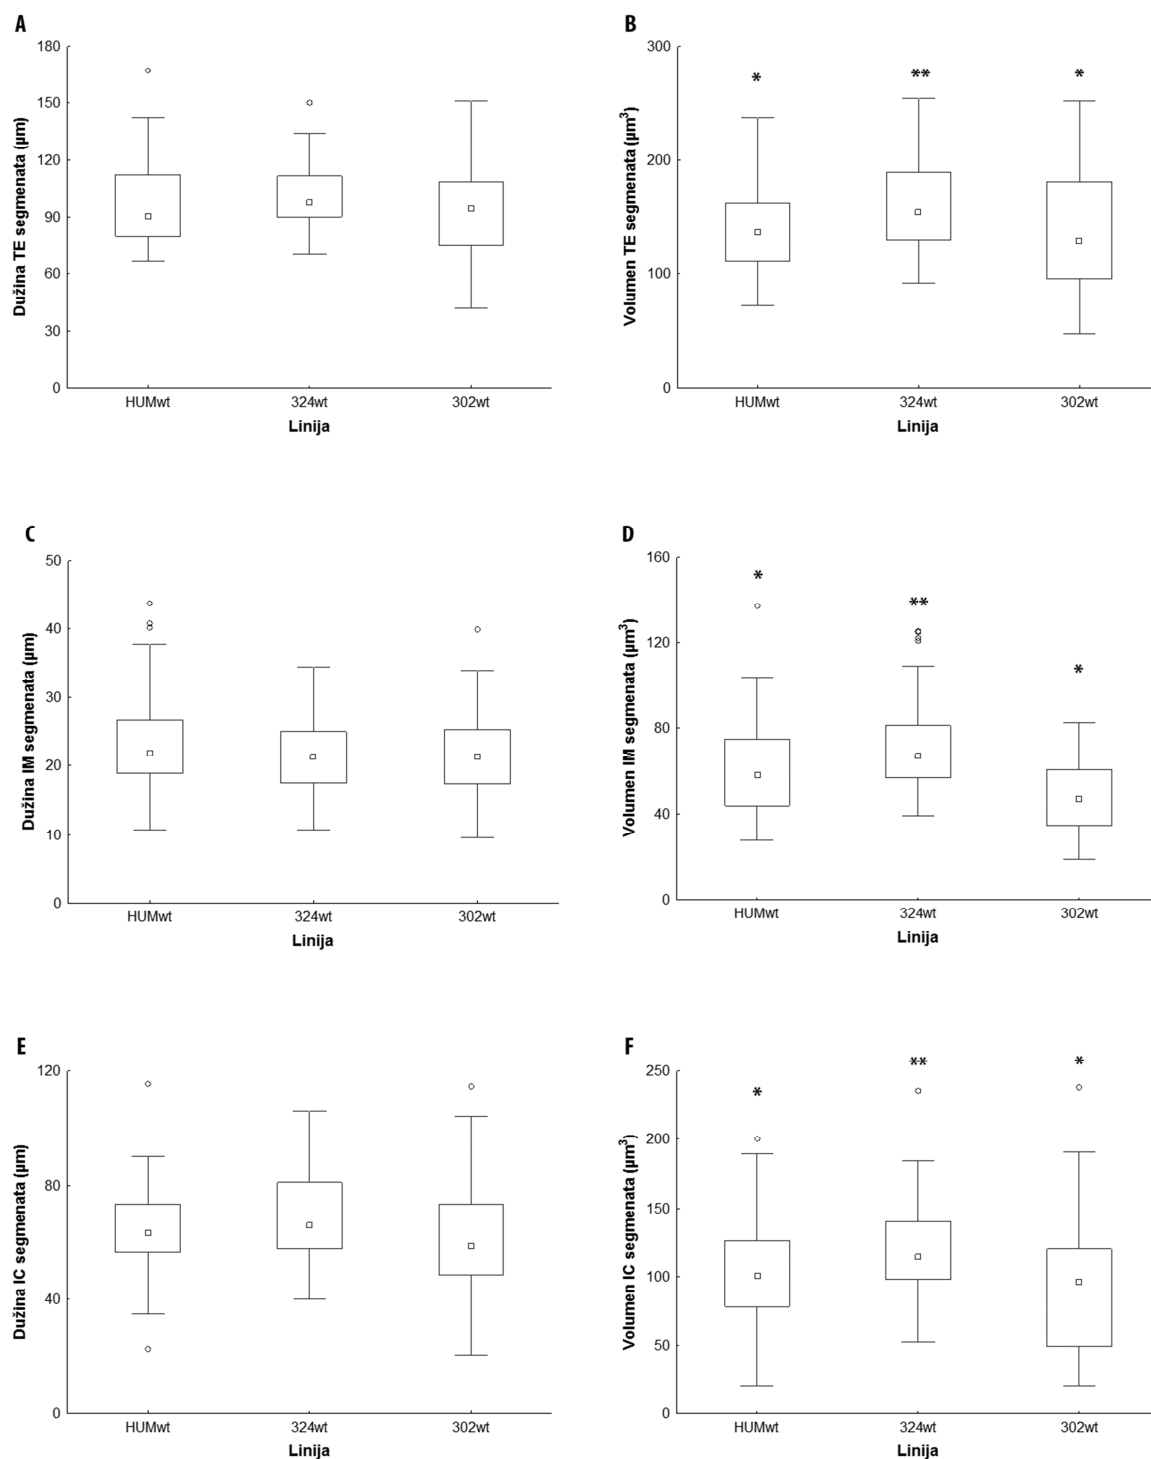 A
Dužina TE segmenata (µm)
180
150
120
90
60
30
0
HUMwt 324wt 302wt
Linija
B
Volumen TE segmenata (µm³)
300
200
100
0
* ** *
HUMwt 324wt 302wt
Linija
C
Dužina IM segmenata (µm)
50
40
30
20
10
0
HUMwt 324wt 302wt
Linija
D
Volumen IM segmenata (µm³)
160
120
80
40
0
* ** *
HUMwt 324wt 302wt
Linija
E
Dužina IC segmenata (µm)
120
80
40
0
HUMwt 324wt 302wt
Linija
F
Volumen IC segmenata (µm³)
250
200
150
100
50
0
* ** *
HUMwt 324wt 302wt
Linija